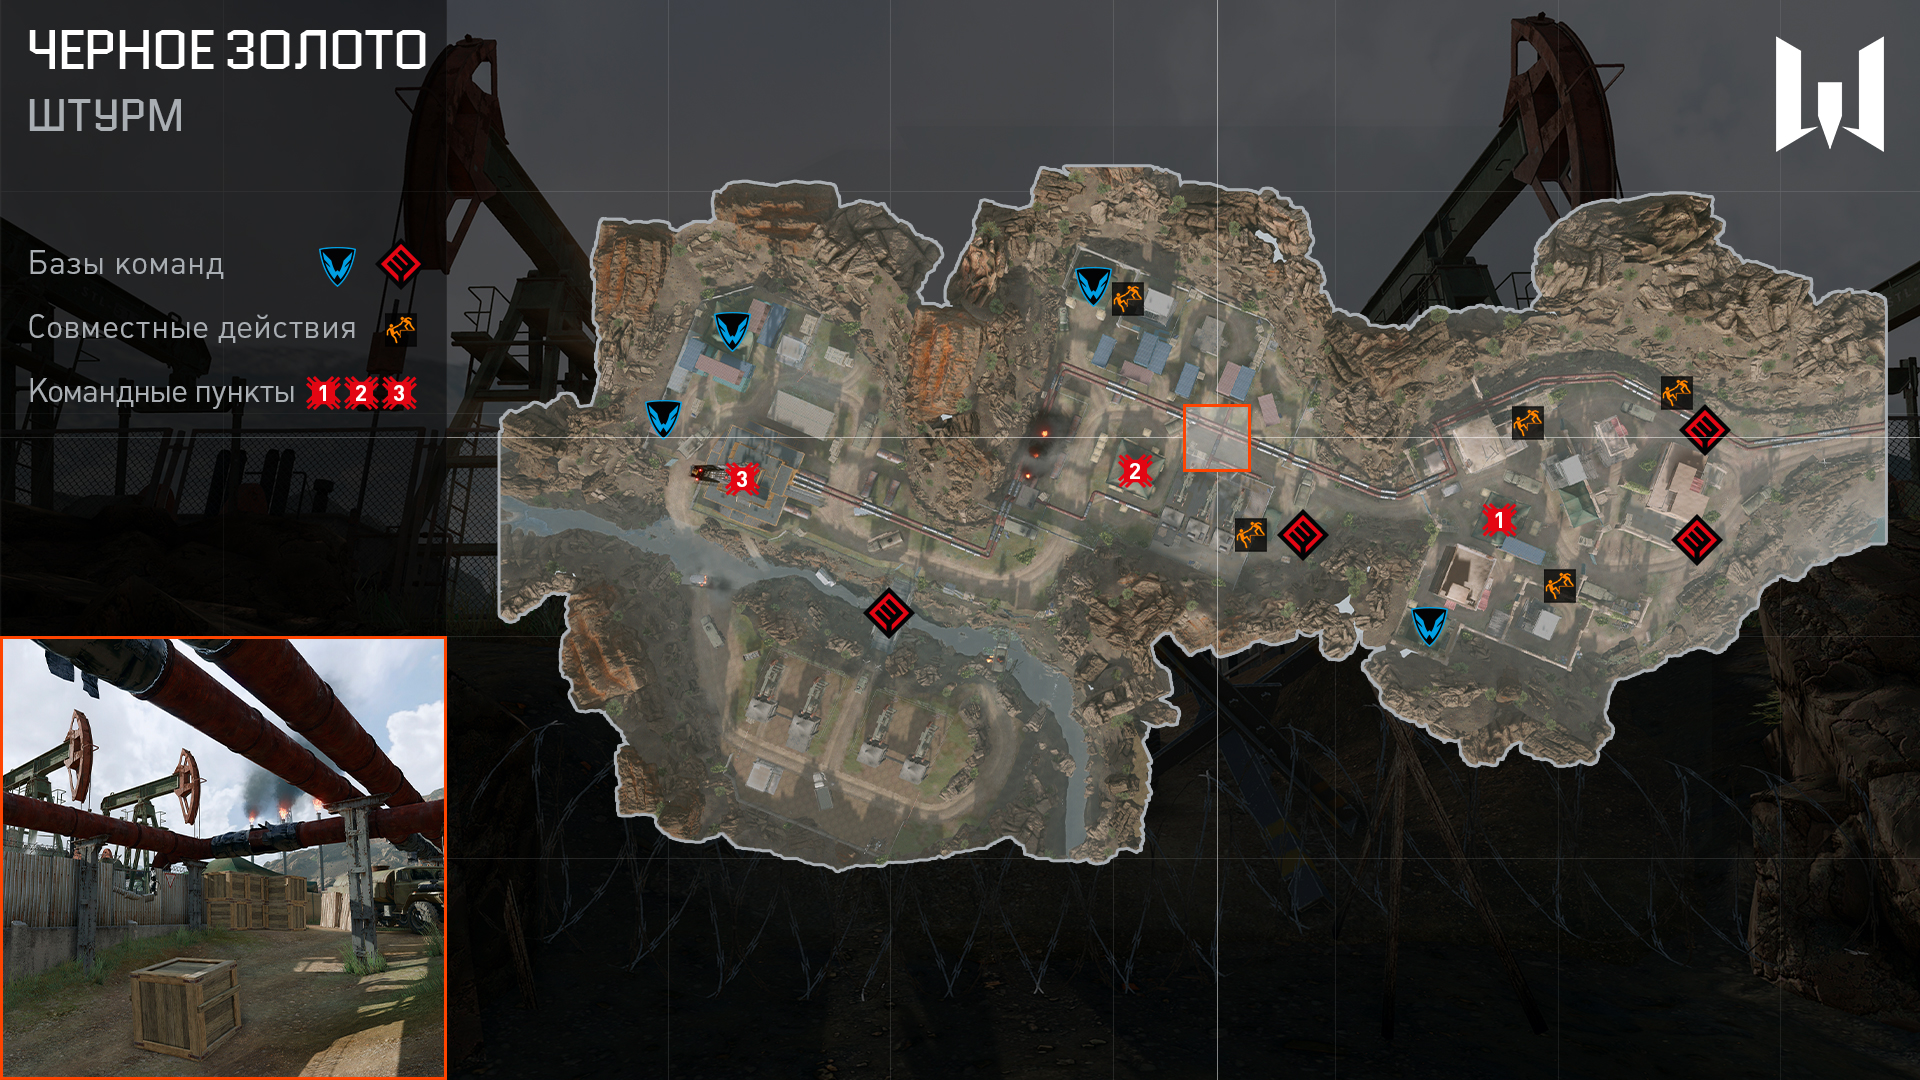 ЧЕРНОЕ ЗОЛОТО
ШТУРМ
Базы команд
Совместные действия
Командные пункты 1 2 3
3
2
1